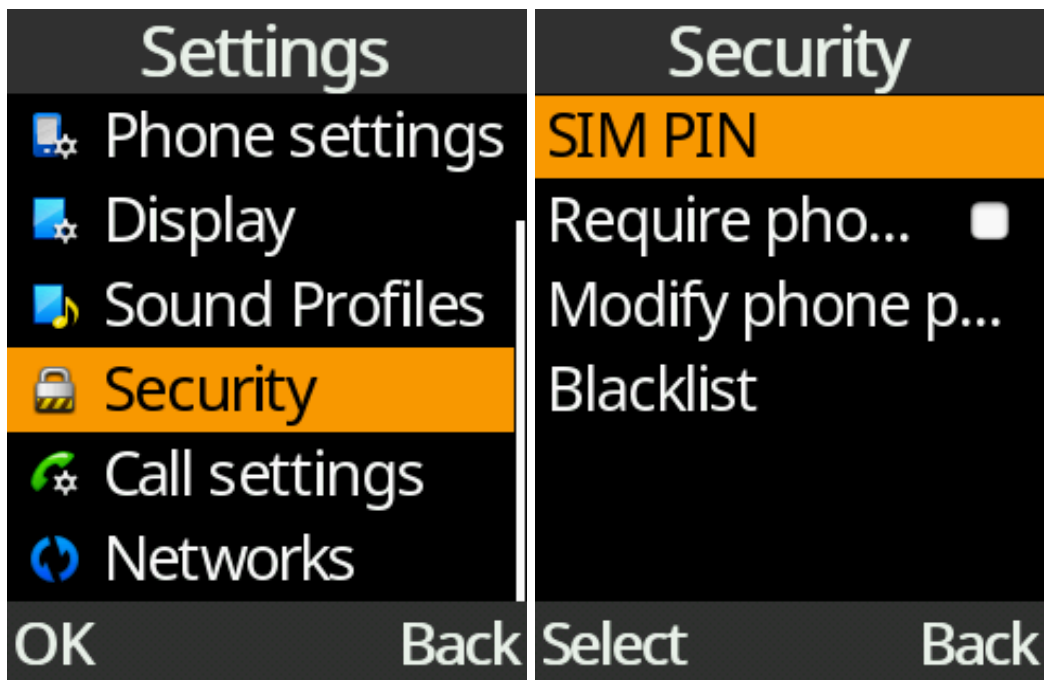 Settings
Phone settings
Display
Sound Profiles
Security
Call settings
Networks
OK Back
Security
SIM PIN
Require pho...
Modify phone p...
Blacklist
Select Back